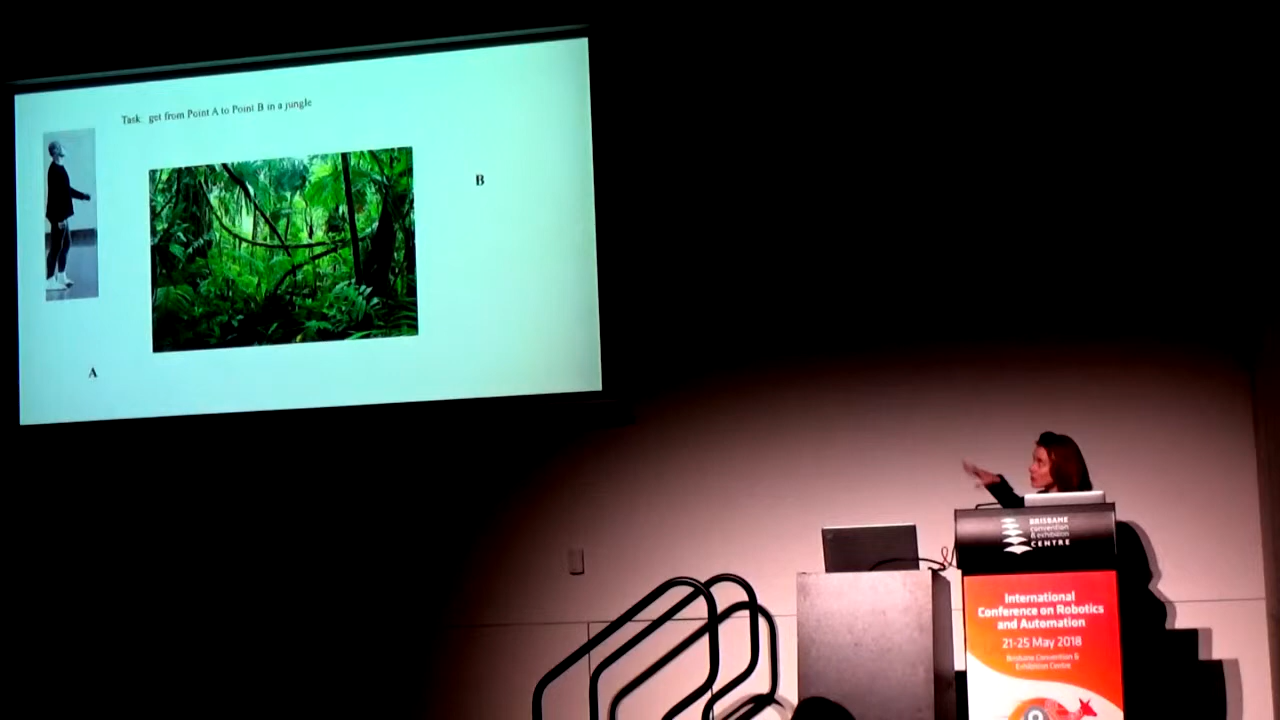 Task: get from Point A to Point B in a jungle
B
A
BRISBANE
convention
& exhibition
CENTRE
International
Conference on Robotics
and Automation
21-25 May 2018
Brisbane Convention &
Exhibition Centre